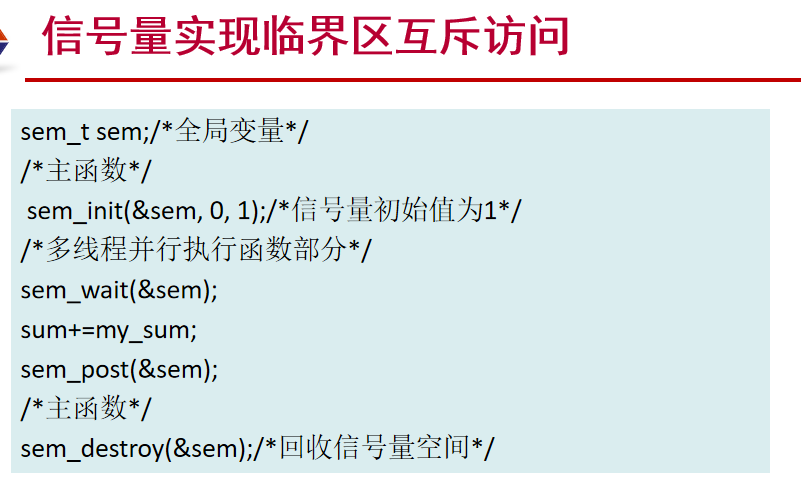 信号量实现临界区互斥访问
sem_t sem;/*全局变量*/
/*主函数*/
sem_init(&sem, 0, 1);/*信号量初始值为1*/
/*多线程并行执行函数部分*/
sem_wait(&sem);
sum+=my_sum;
sem_post(&sem);
/*主函数*/
sem_destroy(&sem);/*回收信号量空间*/